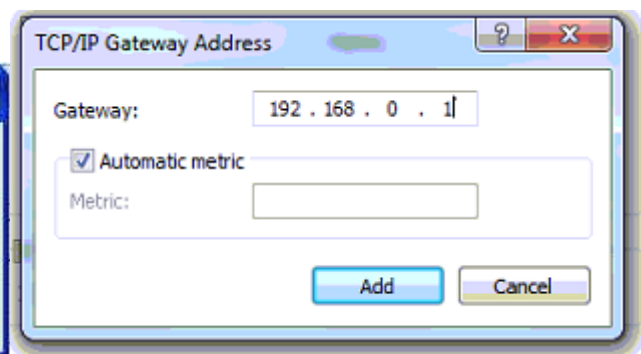 TCP/IP Gateway Address
Gateway: 192 . 168 . 0 . 1
Automatic metric
Metric:
Add Cancel